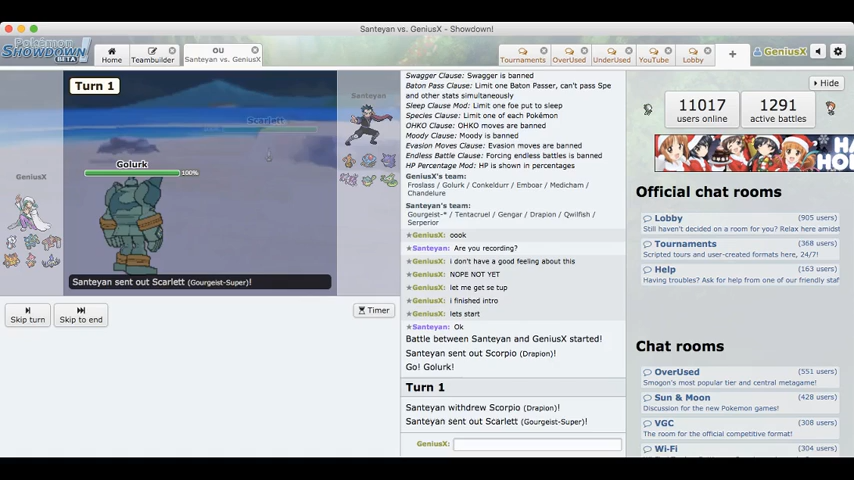 Santeyan vs. GeniusX - Showdown!
Pokémon
SHOWDOWN
BETA
Home
Teambuilder
OU
Santeyan vs. GeniusX
Tournaments
OverUsed
UnderUsed
YouTube
Lobby
+
GeniusX
Turn 1
Scarlett
Golurk
100%
Santeyan
GeniusX
Santeyan sent out Scarlett (Gourgeist-Super)!
Skip turn
Skip to end
Timer
Swagger Clause: Swagger is banned
Baton Pass Clause: Limit one Baton Passer, can't pass Spe
and other stats simultaneously
Sleep Clause Mod: Limit one foe put to sleep
Species Clause: Limit one of each Pokémon
OHKO Clause: OHKO moves are banned
Moody Clause: Moody is banned
Evasion Moves Clause: Evasion moves are banned
Endless Battle Clause: Forcing endless battles is banned
HP Percentage Mod: HP is shown in percentages
GeniusX's team:
Froslass / Golurk / Conkeldurr / Emboar / Medicham /
Chandelure
Santeyan's team:
Gourgeist-* / Tentacruel / Gengar / Drapion / Qwilfish /
Serperior
★GeniusX: oook
★Santeyan: Are you recording?
★GeniusX: i don't have a good feeling about this
★GeniusX: NOPE NOT YET
★GeniusX: let me get se tup
★GeniusX: i finished intro
★GeniusX: lets start
★Santeyan: Ok
Battle between Santeyan and GeniusX started!
Santeyan sent out Scorpio (Drapion)!
Go! Golurk!
Turn 1
Santeyan withdrew Scorpio (Drapion)!
Santeyan sent out Scarlett (Gourgeist-Super)!
GeniusX:
Hide
11017
users online
1291
active battles
HA
HO
Official chat rooms
Lobby (905 users)
Still haven't decided on a room for you? Relax here amidst
Tournaments (368 users)
Scripted tours and user-created formats here, 24/7!
Help (163 users)
Having troubles? Ask for help from one of our friendly staf
Chat rooms
OverUsed (551 users)
Smogon's most popular tier and central metagame!
Sun & Moon (428 users)
Discussion for the new Pokemon games!
VGC (308 users)
The room for the official competitive format!
Wi-Fi (304 users)